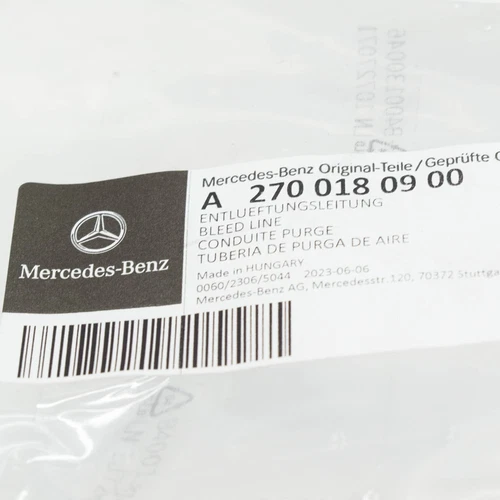 Mercedes-Benz Original-Teile / Geprüfte
A 270 018 09 00
ENTLUEFTUNGSLEITUNG
BLEED LINE
CONDUITE PURGE
TUBERIA DE PURGA DE AIRE
Made in HUNGARY
0060/2306/5044 2023-06-06
Mercedes-Benz AG, Mercedesstr.120, 70372 Stuttga
Mercedes-Benz